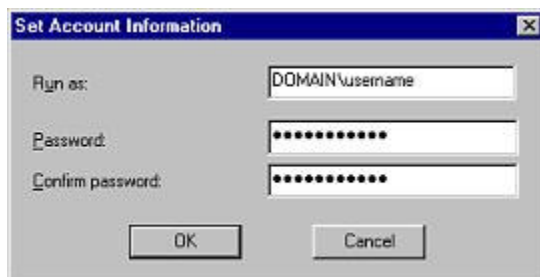 Set Account Information
Run as: DOMAIN\username
Password: •••••••••••
Confirm password: •••••••••••
OK Cancel